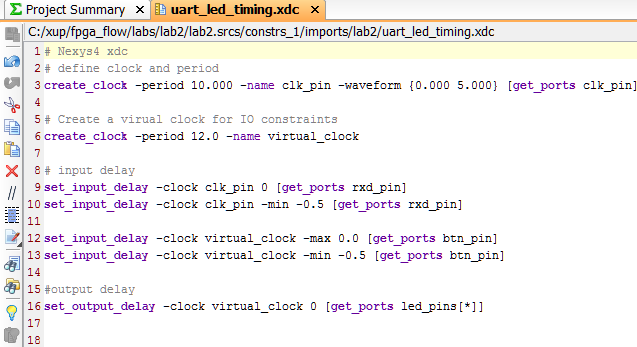 Project Summary × uart_led_timing.xdc ×
C:/xup/fpga_flow/labs/lab2/lab2.srcs/constrs_1/imports/lab2/uart_led_timing.xdc
1 # Nexys4 xdc
2 # define clock and period
3 create_clock -period 10.000 -name clk_pin -waveform {0.000 5.000} [get_ports clk_pin]
4
5 # Create a virual clock for IO constraints
6 create_clock -period 12.0 -name virtual_clock
7
8 # input delay
9 set_input_delay -clock clk_pin 0 [get_ports rxd_pin]
10 set_input_delay -clock clk_pin -min -0.5 [get_ports rxd_pin]
11
12 set_input_delay -clock virtual_clock -max 0.0 [get_ports btn_pin]
13 set_input_delay -clock virtual_clock -min -0.5 [get_ports btn_pin]
14
15 #output delay
16 set_output_delay -clock virtual_clock 0 [get_ports led_pins[*]]
17
18